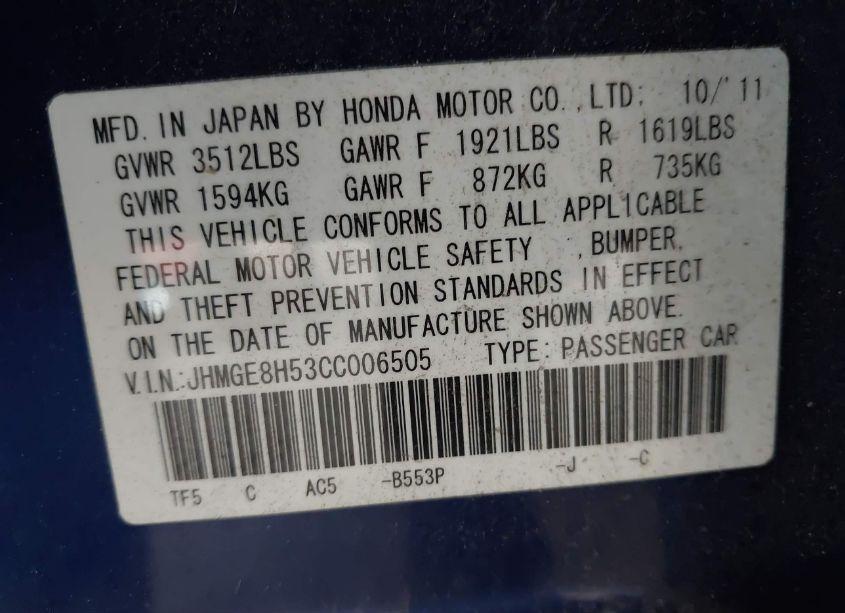 MFD. IN JAPAN BY HONDA MOTOR CO.,LTD: 10/'11
GVWR 3512LBS GAWR F 1921LBS R 1619LBS
GVWR 1594KG GAWR F 872KG R 735KG
THIS VEHICLE CONFORMS TO ALL APPLICABLE
FEDERAL MOTOR VEHICLE SAFETY , BUMPER,
AND THEFT PREVENTION STANDARDS IN EFFECT
ON THE DATE OF MANUFACTURE SHOWN ABOVE.
V.I.N.:JHMGE8H53CC006505 TYPE: PASSENGER CAR
TF5 C AC5 -B553P -J -C